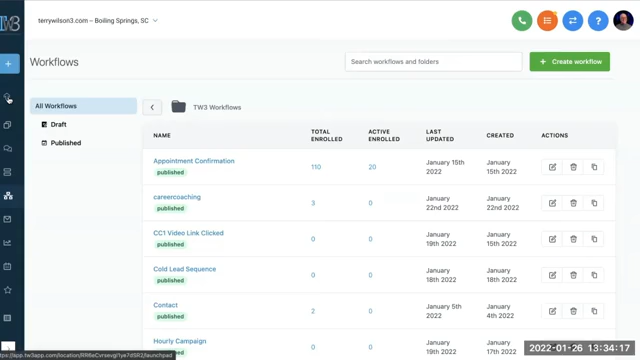 TW3
terrywilson3.com – Boiling Springs, SC
Workflows
Search workflows and folders
+ Create workflow
All Workflows
Draft
Published
TW3 Workflows
NAME TOTAL ENROLLED ACTIVE ENROLLED LAST UPDATED CREATED ACTIONS
Appointment Confirmation 110 20 January 15th 2022 January 15th 2022
published
careercoaching 3 0 January 22nd 2022 January 22nd 2022
published
CC1 Video Link Clicked 0 0 January 19th 2022 January 15th 2022
published
Cold Lead Sequence 0 0 January 18th 2022 January 18th 2022
published
Contact 2 0 January 5th 2022 January 4th 2022
published
Hourly Campaign 0 0 January 19th 2022 January 17th 2022
2022-01-26 13:34:17